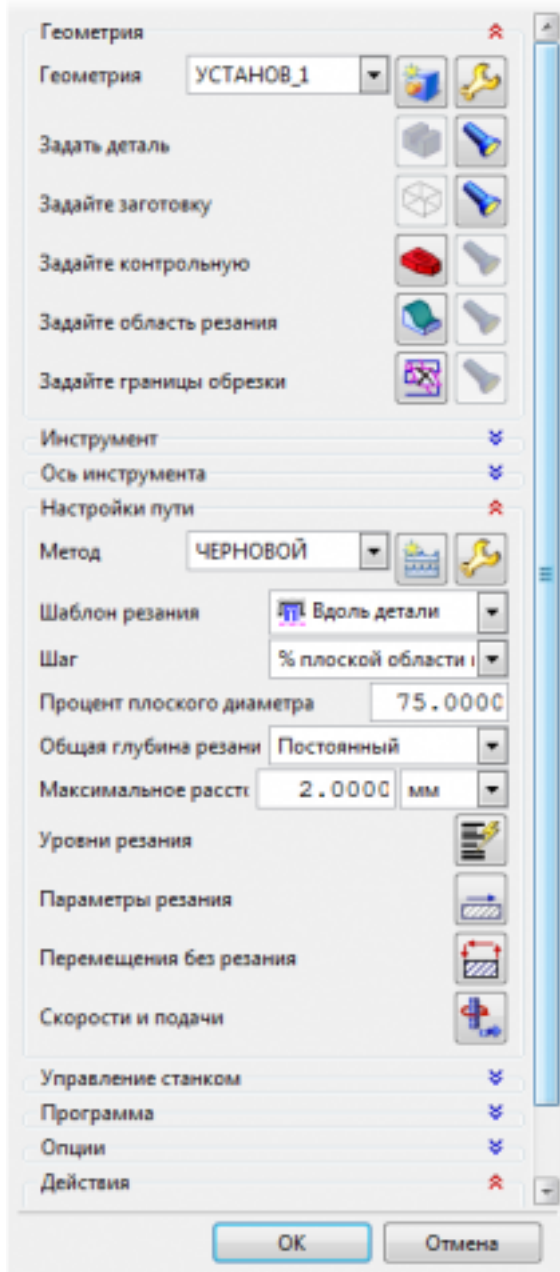 Геометрия
Геометрия УСТАНОВ_1
Задать деталь
Задайте заготовку
Задайте контрольную
Задайте область резания
Задайте границы обрезки
Инструмент
Ось инструмента
Настройки пути
Метод ЧЕРНОВОЙ
Шаблон резания Вдоль детали
Шаг % плоской области
Процент плоского диаметра 75.0000
Общая глубина резани Постоянный
Максимальное расст 2.0000 мм
Уровни резания
Параметры резания
Перемещения без резания
Скорости и подачи
Управление станком
Программа
Опции
Действия
ОК Отмена